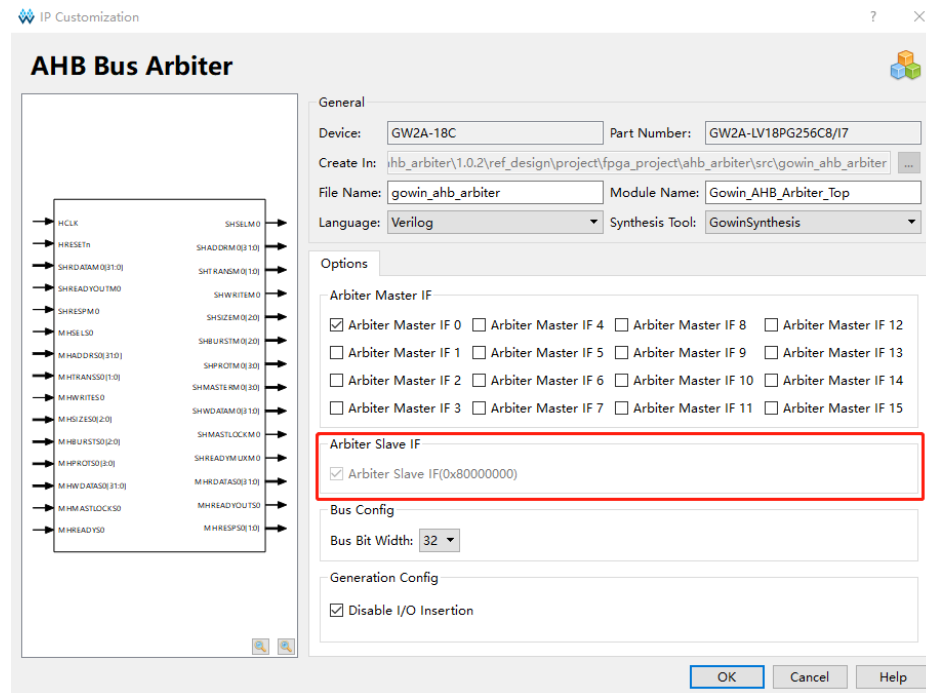 IP Customization
AHB Bus Arbiter
General
Device: GW2A-18C Part Number: GW2A-LV18PG256C8/I7
Create In: ahb_arbiter\1.0.2\ref_design\project\fpga_project\ahb_arbiter\src\gowin_ahb_arbiter ...
File Name: gowin_ahb_arbiter Module Name: Gowin_AHB_Arbiter_Top
Language: Verilog Synthesis Tool: GowinSynthesis
Options
Arbiter Master IF
Arbiter Master IF 0 Arbiter Master IF 4 Arbiter Master IF 8 Arbiter Master IF 12
Arbiter Master IF 1 Arbiter Master IF 5 Arbiter Master IF 9 Arbiter Master IF 13
Arbiter Master IF 2 Arbiter Master IF 6 Arbiter Master IF 10 Arbiter Master IF 14
Arbiter Master IF 3 Arbiter Master IF 7 Arbiter Master IF 11 Arbiter Master IF 15
Arbiter Slave IF
Arbiter Slave IF(0x80000000)
Bus Config
Bus Bit Width: 32
Generation Config
Disable I/O Insertion
HCLK
HRESETn
SHRDATAM0[31:0]
SHREADYOUTM0
SHRESPM0
MHSELS0
MHADDRS0[31:0]
MHTRANSS0[1:0]
MHWRITES0
MHSIZES0[2:0]
MHBURSTS0[2:0]
MHPROTS0[3:0]
MHWDATAS0[31:0]
MHMASTLOCKS0
MHREADYS0
SHSELM0
SHADDRM0[31:0]
SHTRANSM0[1:0]
SHWRITEM0
SHSIZEM0[2:0]
SHBURSTM0[2:0]
SHPROTM0[3:0]
SHMASTERM0[3:0]
SHWDATAM0[31:0]
SHMASTLOCKM0
SHREADYMUXM0
MHRDATAS0[31:0]
MHREADYOUTS0
MHRESPS0[1:0]
OK Cancel Help